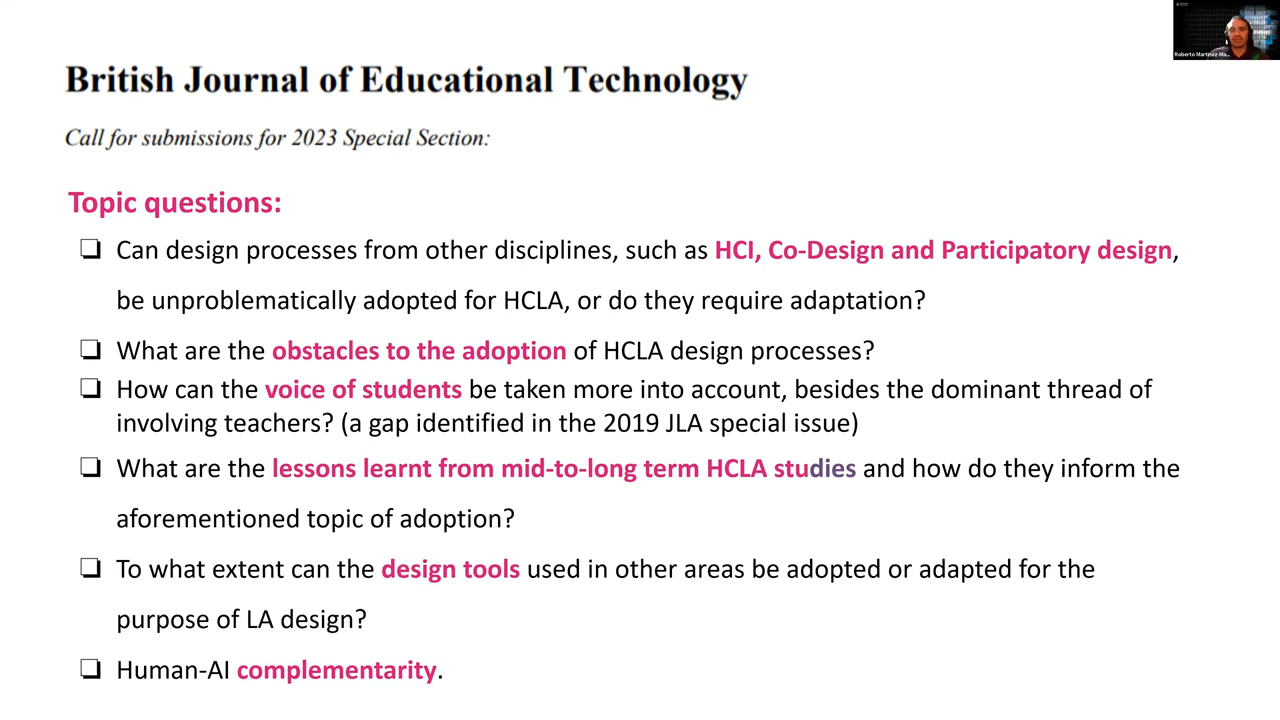 Roberto Martinez-Ma...
British Journal of Educational Technology
Call for submissions for 2023 Special Section:
Topic questions:
❏ Can design processes from other disciplines, such as HCI, Co-Design and Participatory design,
be unproblematically adopted for HCLA, or do they require adaptation?
❏ What are the obstacles to the adoption of HCLA design processes?
❏ How can the voice of students be taken more into account, besides the dominant thread of
involving teachers? (a gap identified in the 2019 JLA special issue)
❏ What are the lessons learnt from mid-to-long term HCLA studies and how do they inform the
aforementioned topic of adoption?
❏ To what extent can the design tools used in other areas be adopted or adapted for the
purpose of LA design?
❏ Human-AI complementarity.